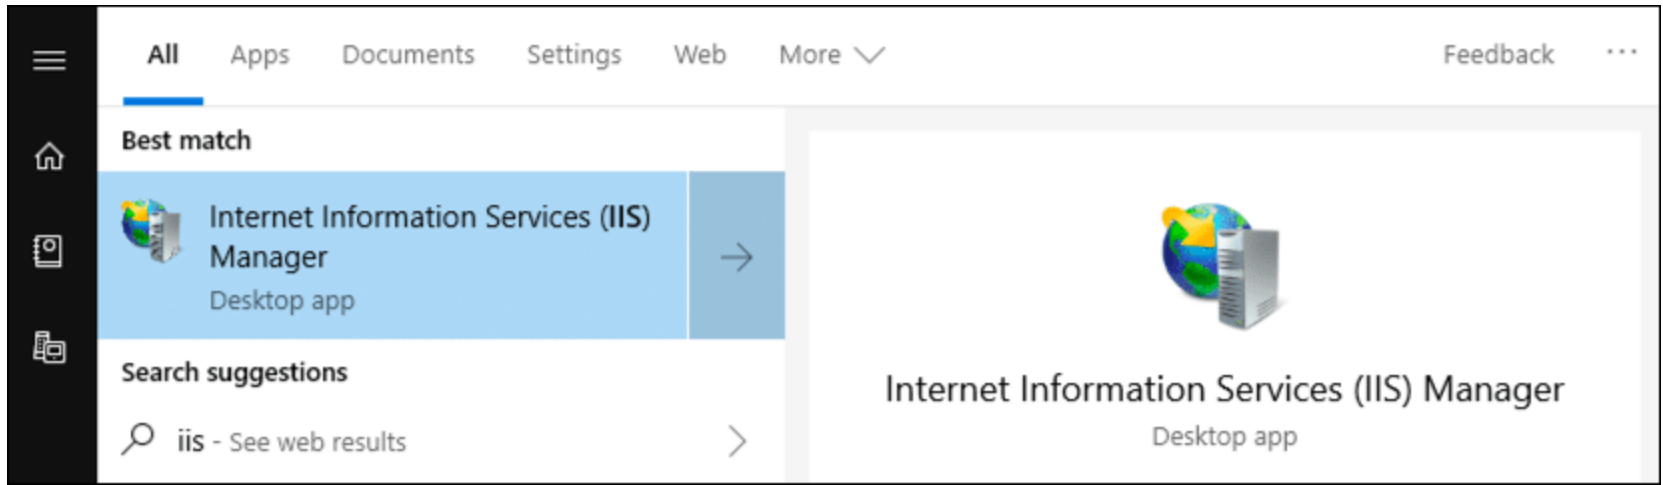 All Apps Documents Settings Web More Feedback ...
Best match
Internet Information Services (IIS)
Manager
Desktop app
Search suggestions
iis - See web results
Internet Information Services (IIS) Manager
Desktop app